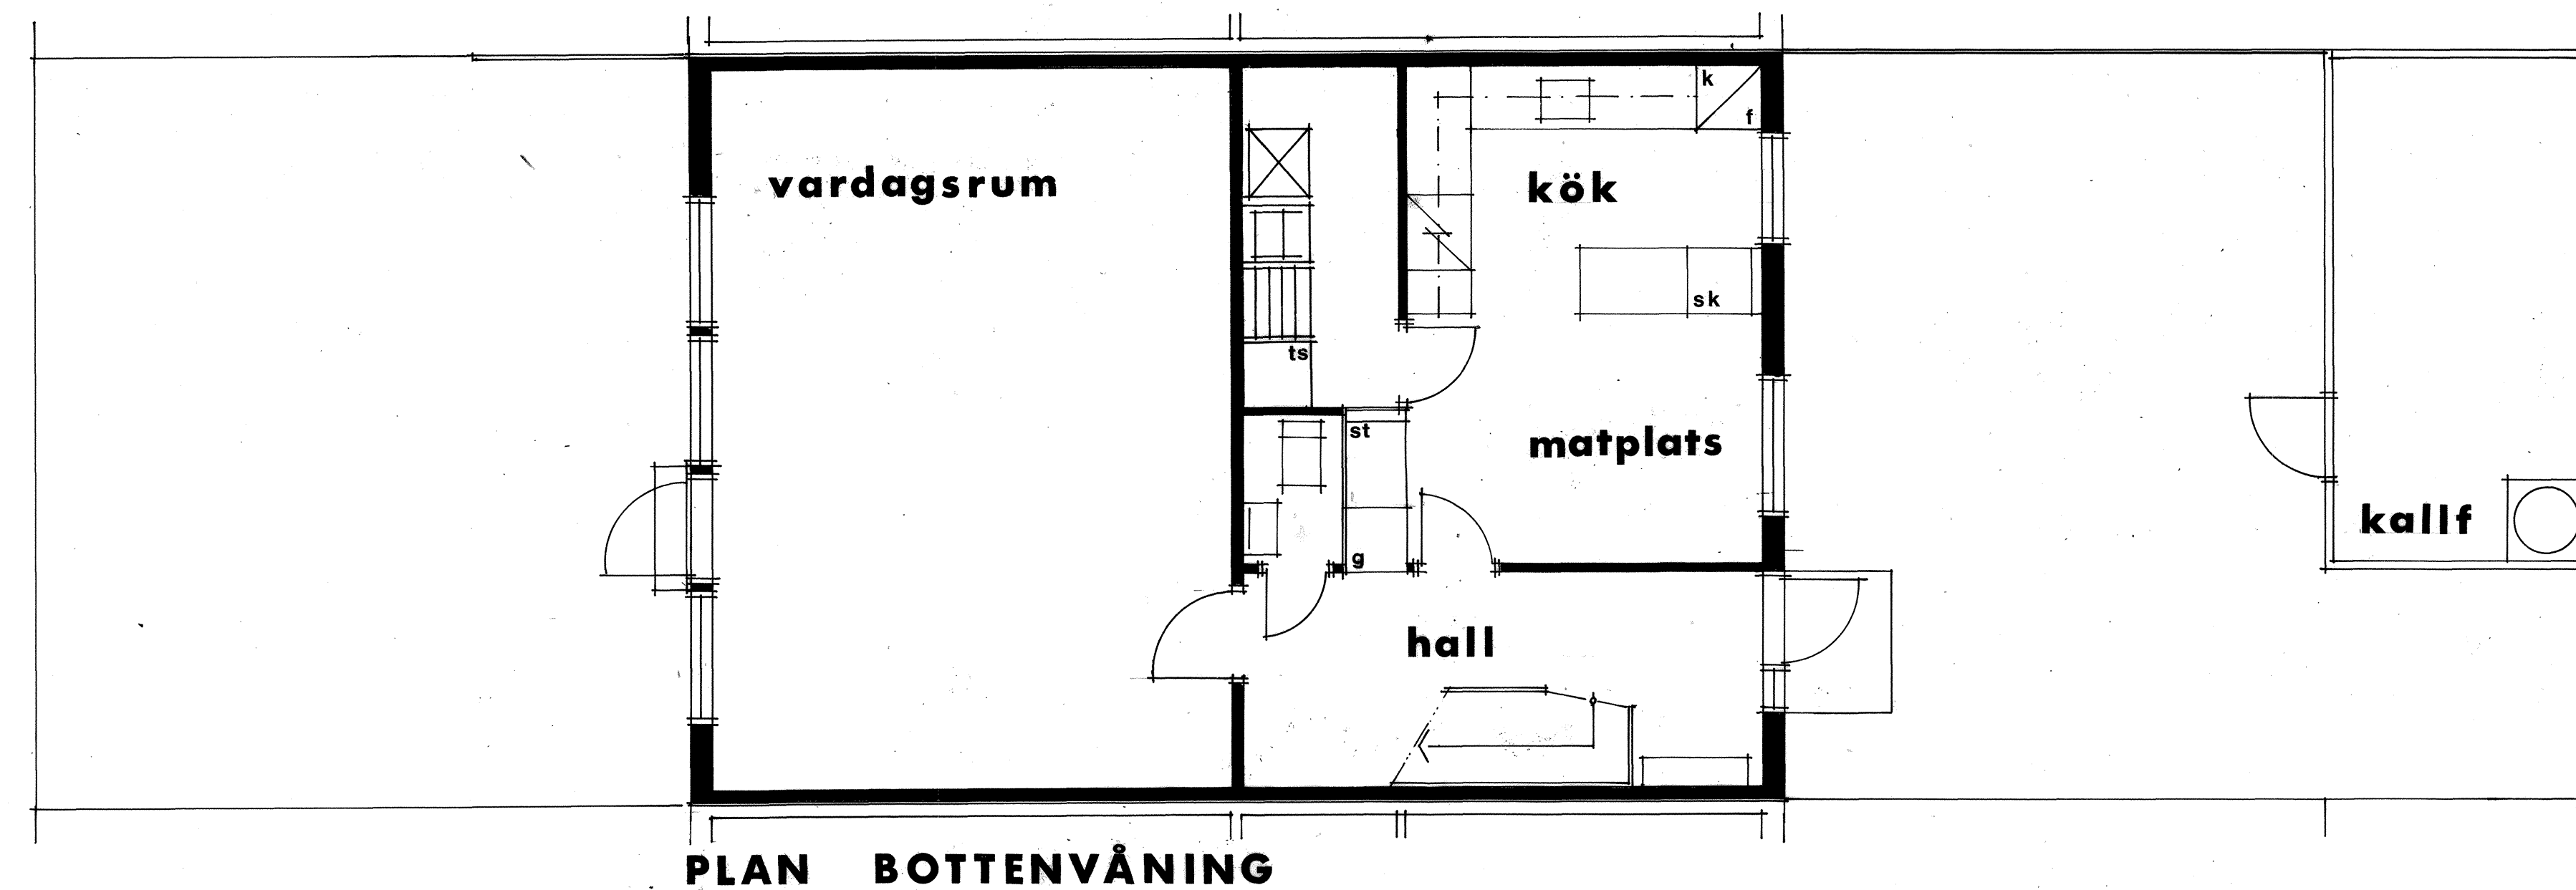 k
f
vardagsrum
kök
sk
ts
st
matplats
kallf
g
hall
PLAN BOTTENVÅNING